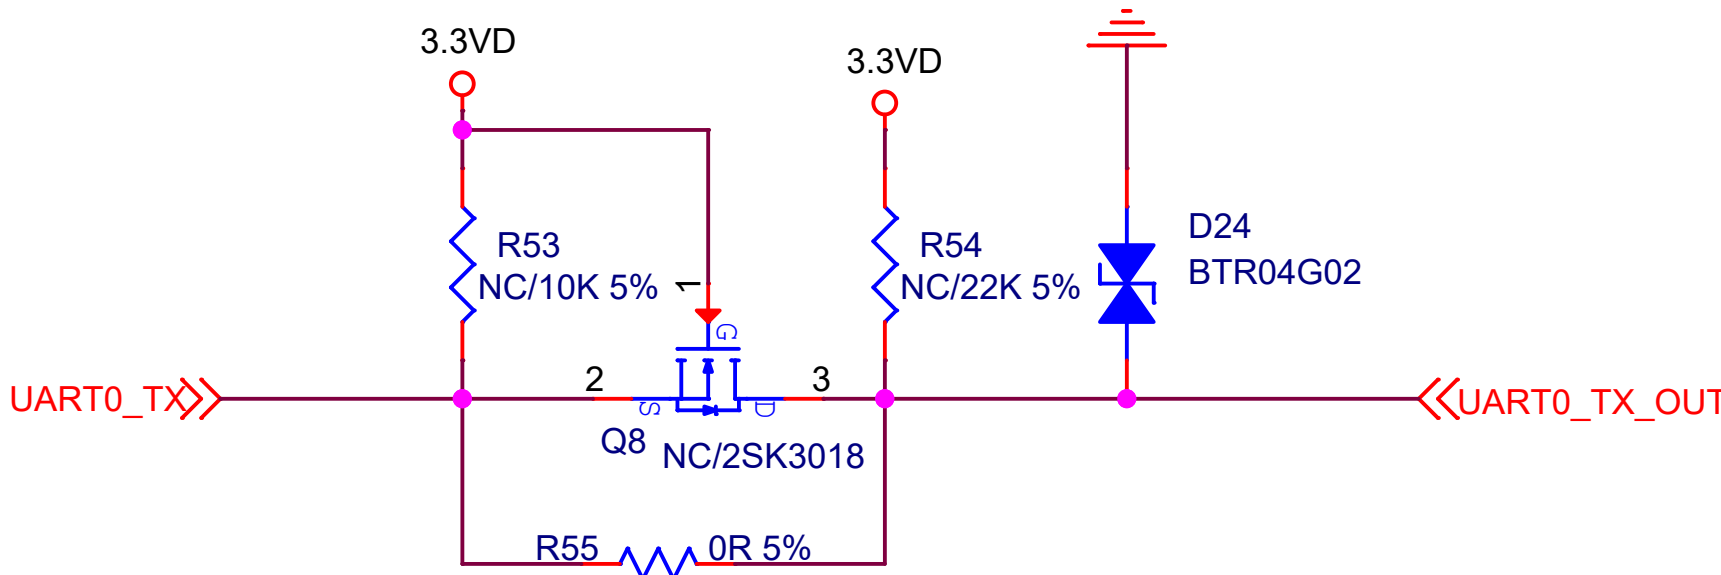 3.3VD
3.3VD
R53
NC/10K 5%
1
G
R54
NC/22K 5%
D24
BTR04G02
UART0_TX
2
S
D
3
UART0_TX_OUT
Q8
NC/2SK3018
R55
0R 5%